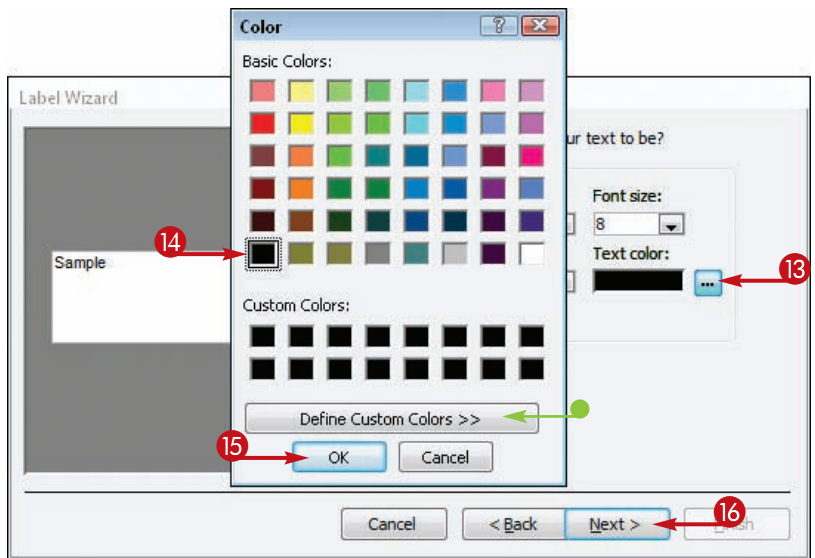 Color
Basic Colors:
Label Wizard
ur text to be?
Font size:
8
14
Sample
Text color:
...
13
Custom Colors:
Define Custom Colors >>
15
OK
Cancel
Cancel
< Back
Next >
16